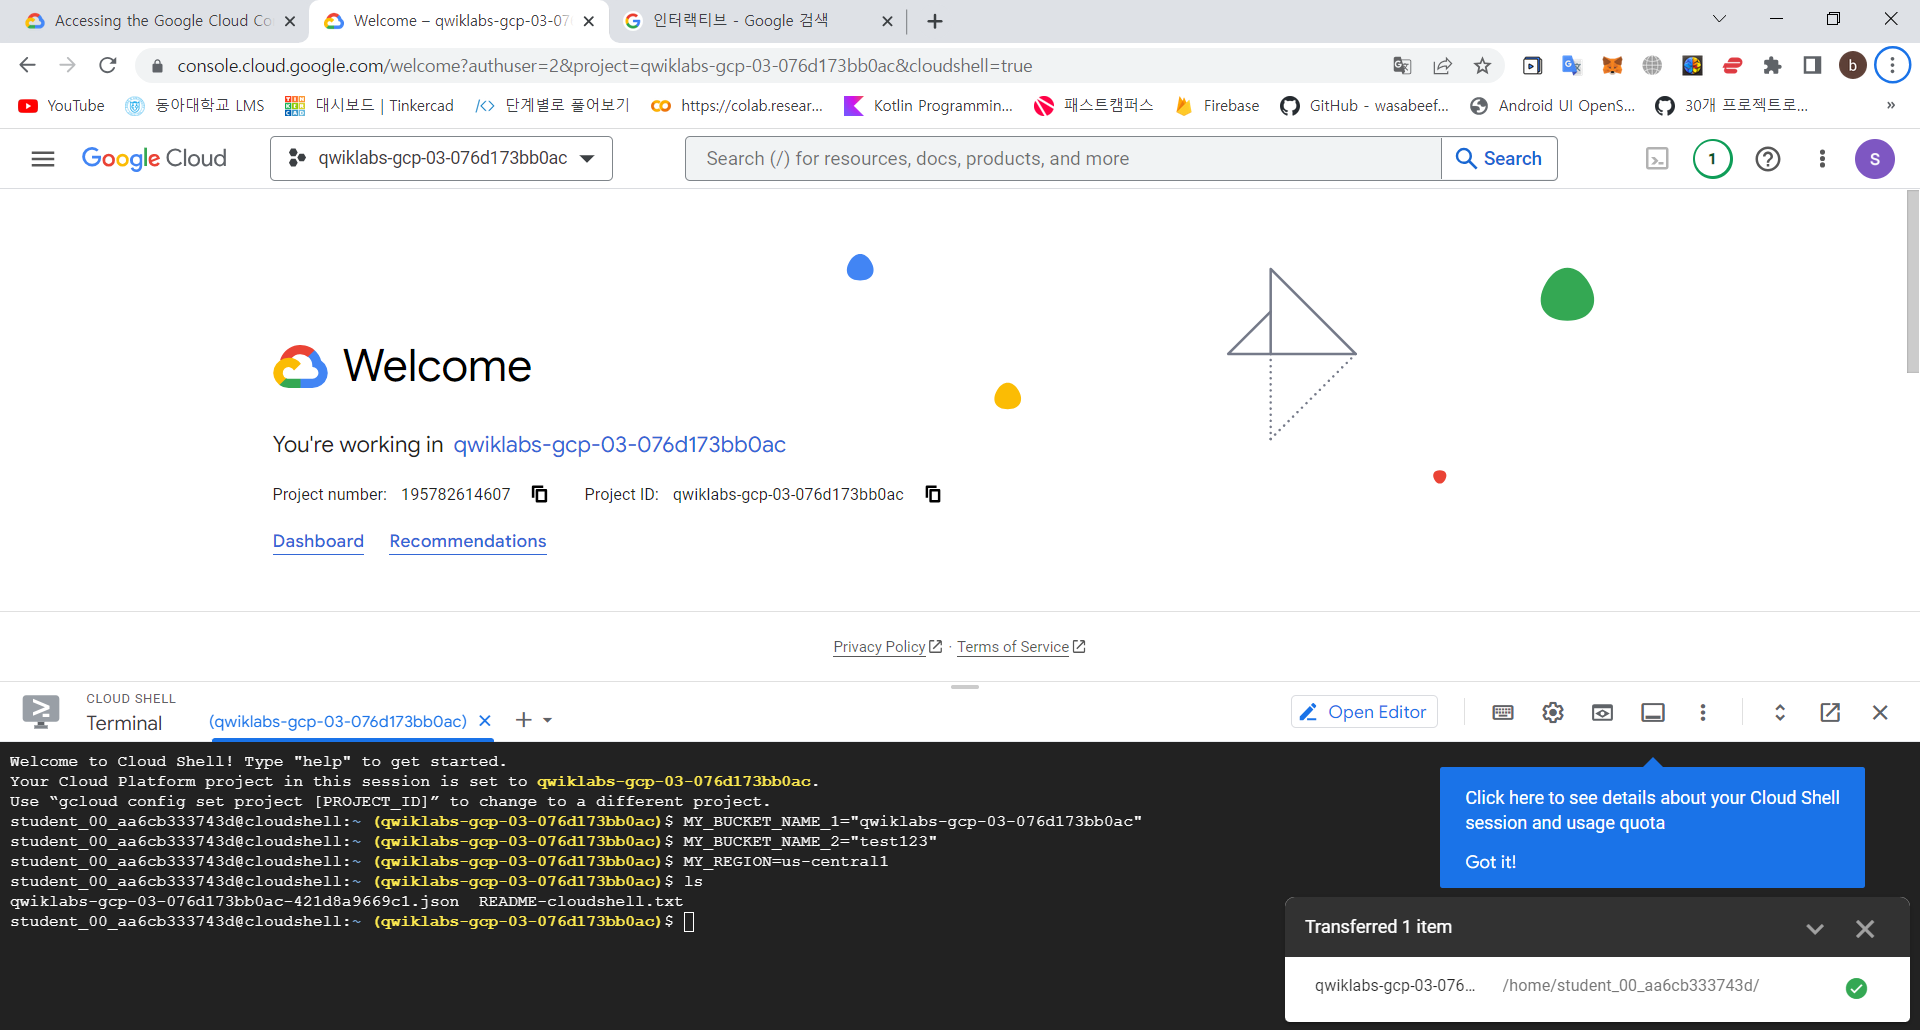 Accessing the Google Cloud Co
Welcome – qwiklabs-gcp-03-07
인터랙티브 - Google 검색
console.cloud.google.com/welcome?authuser=2&project=qwiklabs-gcp-03-076d173bb0ac&cloudshell=true
b
YouTube
동아대학교 LMS
대시보드 | Tinkercad
단계별로 풀어보기
https://colab.resear...
Kotlin Programmin...
패스트캠퍼스
Firebase
GitHub - wasabeef...
Android UI OpenS...
30개 프로젝트로...
»
Google Cloud
qwiklabs-gcp-03-076d173bb0ac
Search (/) for resources, docs, products, and more
Search
1
S
Welcome
You're working in qwiklabs-gcp-03-076d173bb0ac
Project number: 195782614607
Project ID: qwiklabs-gcp-03-076d173bb0ac
Dashboard
Recommendations
Privacy Policy · Terms of Service
CLOUD SHELL
Terminal
(qwiklabs-gcp-03-076d173bb0ac)
Open Editor
Welcome to Cloud Shell! Type "help" to get started.
Your Cloud Platform project in this session is set to qwiklabs-gcp-03-076d173bb0ac.
Use “gcloud config set project [PROJECT_ID]” to change to a different project.
student_00_aa6cb333743d@cloudshell:~ (qwiklabs-gcp-03-076d173bb0ac)$ MY_BUCKET_NAME_1="qwiklabs-gcp-03-076d173bb0ac"
student_00_aa6cb333743d@cloudshell:~ (qwiklabs-gcp-03-076d173bb0ac)$ MY_BUCKET_NAME_2="test123"
student_00_aa6cb333743d@cloudshell:~ (qwiklabs-gcp-03-076d173bb0ac)$ MY_REGION=us-central1
student_00_aa6cb333743d@cloudshell:~ (qwiklabs-gcp-03-076d173bb0ac)$ ls
qwiklabs-gcp-03-076d173bb0ac-421d8a9669c1.json  README-cloudshell.txt
student_00_aa6cb333743d@cloudshell:~ (qwiklabs-gcp-03-076d173bb0ac)$
Click here to see details about your Cloud Shell
session and usage quota
Got it!
Transferred 1 item
qwiklabs-gcp-03-076...
/home/student_00_aa6cb333743d/